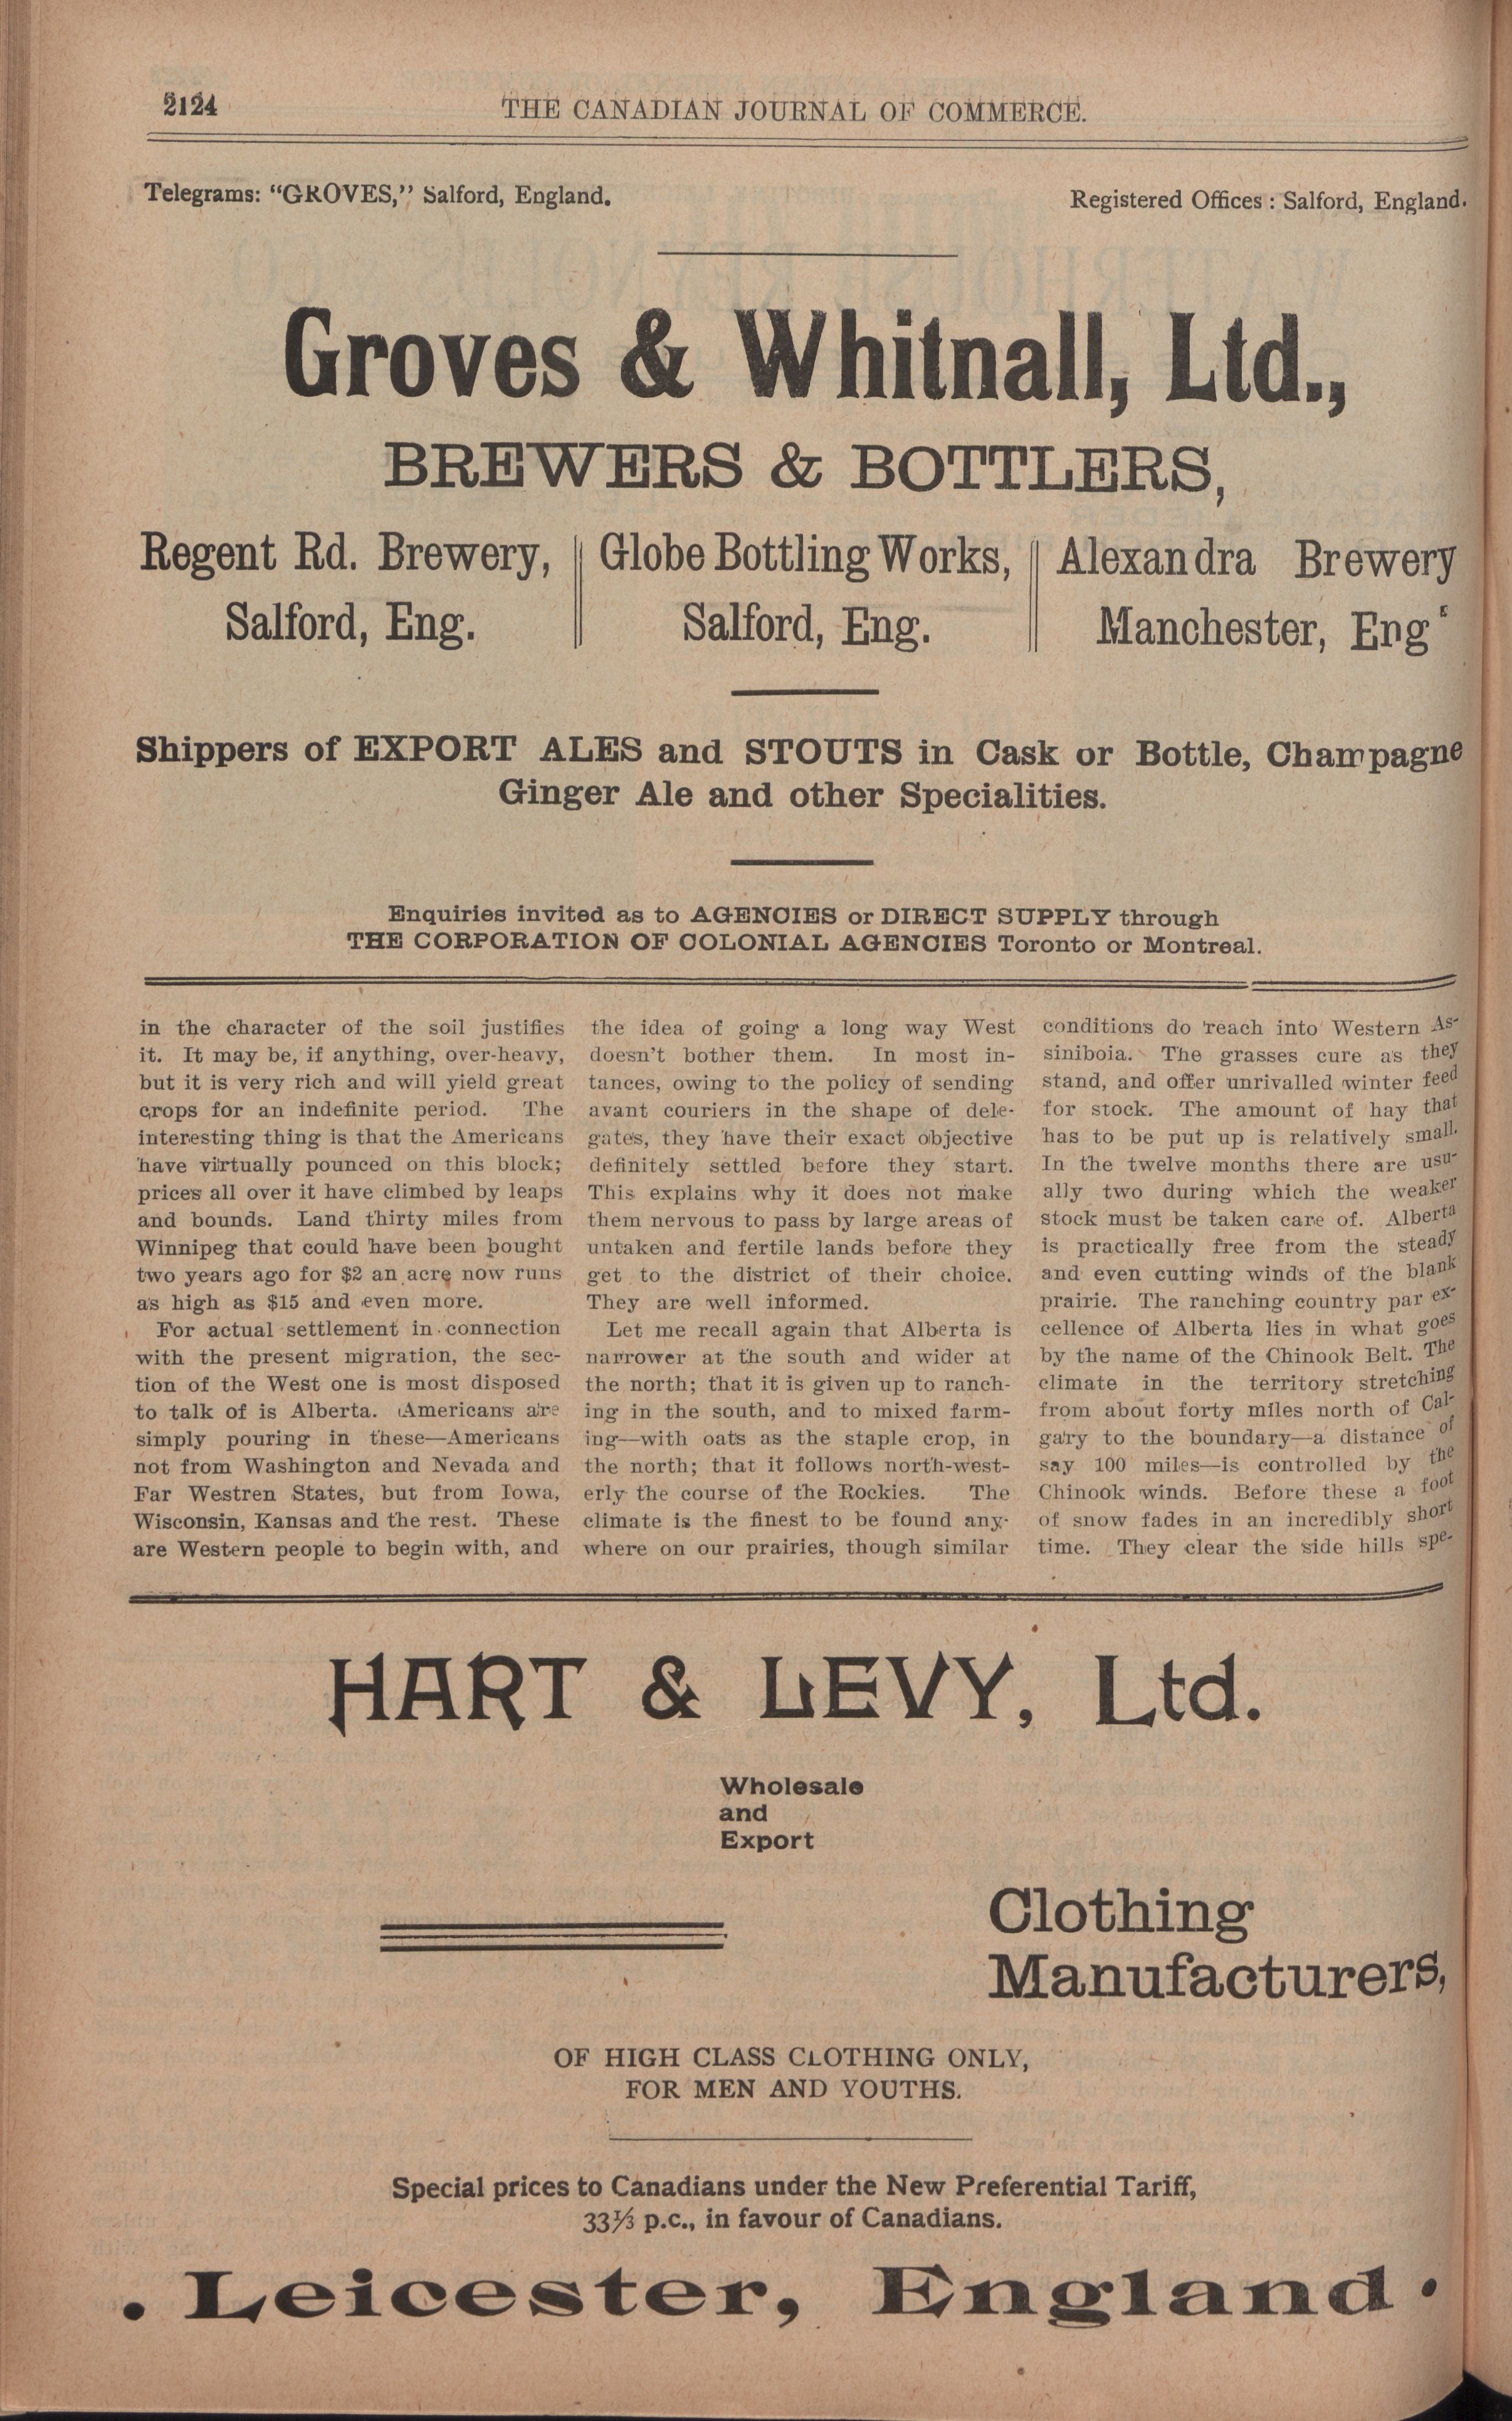 2124
THE CANADIAN JOURNAL OF COMMERCE.
Telegrams: "GROVES," Salford, England.
Registered Offices : Salford, England.
Groves & Whitnall, Ltd.,
BREWERS & BOTTLERS,
Regent Rd. Brewery,
Salford, Eng.
Globe Bottling Works,
Salford, Eng.
Alexandra Brewery
Manchester, Eng
Shippers of EXPORT ALES and STOUTS in Cask or Bottle, Champagne
Ginger Ale and other Specialities.
Enquiries invited as to AGENCIES or DIRECT SUPPLY through
THE CORPORATION OF COLONIAL AGENCIES Toronto or Montreal.
in the character of the soil justifies
it. It may be, if anything, over-heavy,
but it is very rich and will yield great
crops for an indefinite period. The
interesting thing is that the Americans
have virtually pounced on this block;
prices all over it have climbed by leaps
and bounds. Land thirty miles from
Winnipeg that could have been bought
two years ago for $2 an acre now runs
as high as $15 and even more.
For actual settlement in connection
with the present migration, the sec-
tion of the West one is most disposed
to talk of is Alberta. Americans are
simply pouring in these—Americans
not from Washington and Nevada and
Far Westren States, but from Iowa,
Wisconsin, Kansas and the rest. These
are Western people to begin with, and
the idea of going a long way West
doesn't bother them. In most in-
tances, owing to the policy of sending
avant couriers in the shape of dele-
gates, they have their exact objective
definitely settled before they start.
This explains why it does not make
them nervous to pass by large areas of
untaken and fertile lands before they
get to the district of their choice.
They are well informed.
Let me recall again that Alberta is
narrower at the south and wider at
the north; that it is given up to ranch-
ing in the south, and to mixed farm-
ing—with oats as the staple crop, in
the north; that it follows north-west-
erly the course of the Rockies. The
climate is the finest to be found any-
where on our prairies, though similar
conditions do reach into Western As-
siniboia. The grasses cure as they
stand, and offer unrivalled winter feed
for stock. The amount of hay that
has to be put up is relatively small.
In the twelve months there are usu-
ally two during which the weaker
stock must be taken care of. Alberta
is practically free from the steady
and even cutting winds of the blank
prairie. The ranching country par ex-
cellence of Alberta lies in what goes
by the name of the Chinook Belt. The
climate in the territory stretching
from about forty miles north of Cal-
gary to the boundary—a distance of
say 100 miles—is controlled by the
Chinook winds. Before these a foot
of snow fades in an incredibly short
time. They clear the side hills spe-
HART & LEVY, Ltd.
Wholesale
and
Export
Clothing
Manufacturers,
OF HIGH CLASS CLOTHING ONLY,
FOR MEN AND YOUTHS.
Special prices to Canadians under the New Preferential Tariff,
33⅓ p.c., in favour of Canadians.
. Leicester, England .